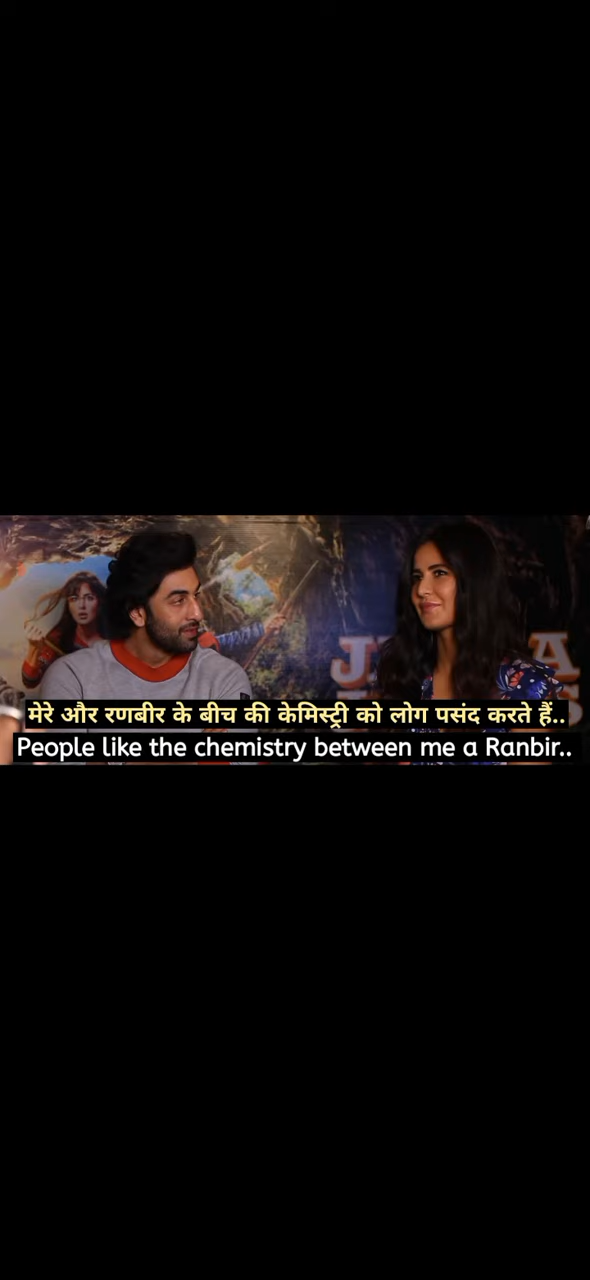 मेरे और रणबीर के बीच की केमिस्ट्री को लोग पसंद करते हैं..
People like the chemistry between me a Ranbir..